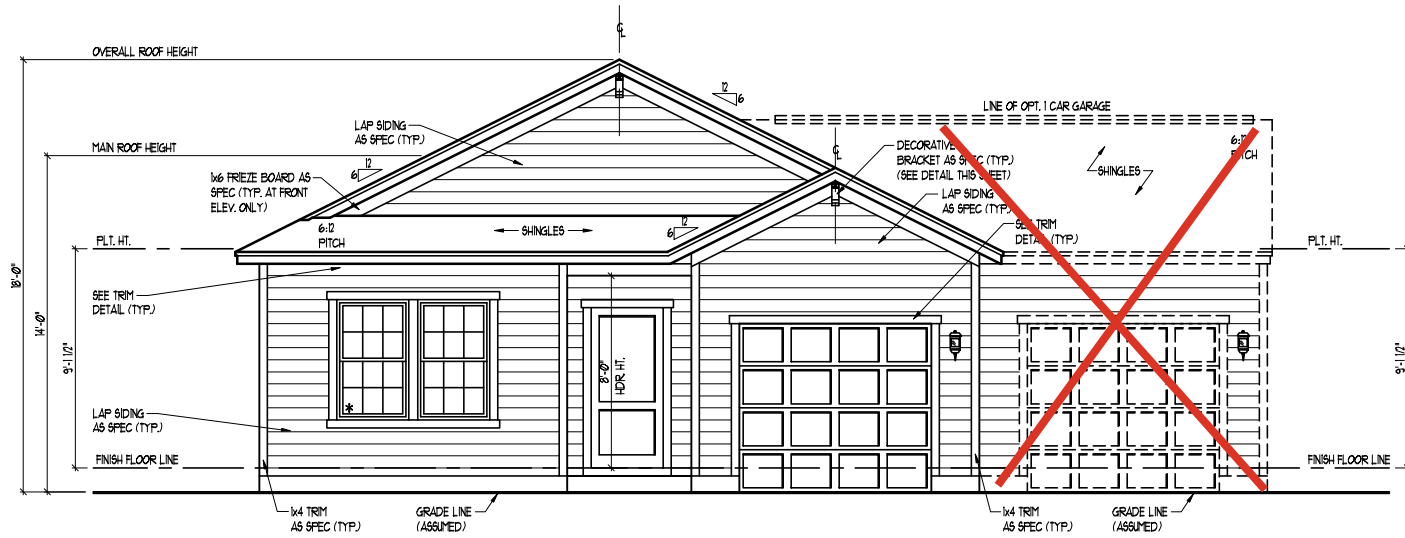 OVERALL ROOF HEIGHT
MAIN ROOF HEIGHT
PLT. HT.
FINISH FLOOR LINE
18'-0"
14'-0"
9'-1 1/2"
℄
12
6
LAP SIDING
AS SPEC (TYP.)
12
6
1x6 FRIEZE BOARD AS
SPEC (TYP. AT FRONT
ELEV. ONLY)
6:12
PITCH
SHINGLES
12
6
℄
DECORATIVE
BRACKET AS SPEC (TYP.)
(SEE DETAIL THIS SHEET)
LAP SIDING
AS SPEC (TYP.)
SEE TRIM
DETAIL (TYP.)
LINE OF OPT. 1 CAR GARAGE
6:12
PITCH
SHINGLES
PLT. HT.
SEE TRIM
DETAIL (TYP.)
8'-0"
HDR. HT.
*
LAP SIDING
AS SPEC (TYP.)
FINISH FLOOR LINE
9'-1 1/2"
1x4 TRIM
AS SPEC (TYP.)
GRADE LINE
(ASSUMED)
1x4 TRIM
AS SPEC (TYP.)
GRADE LINE
(ASSUMED)